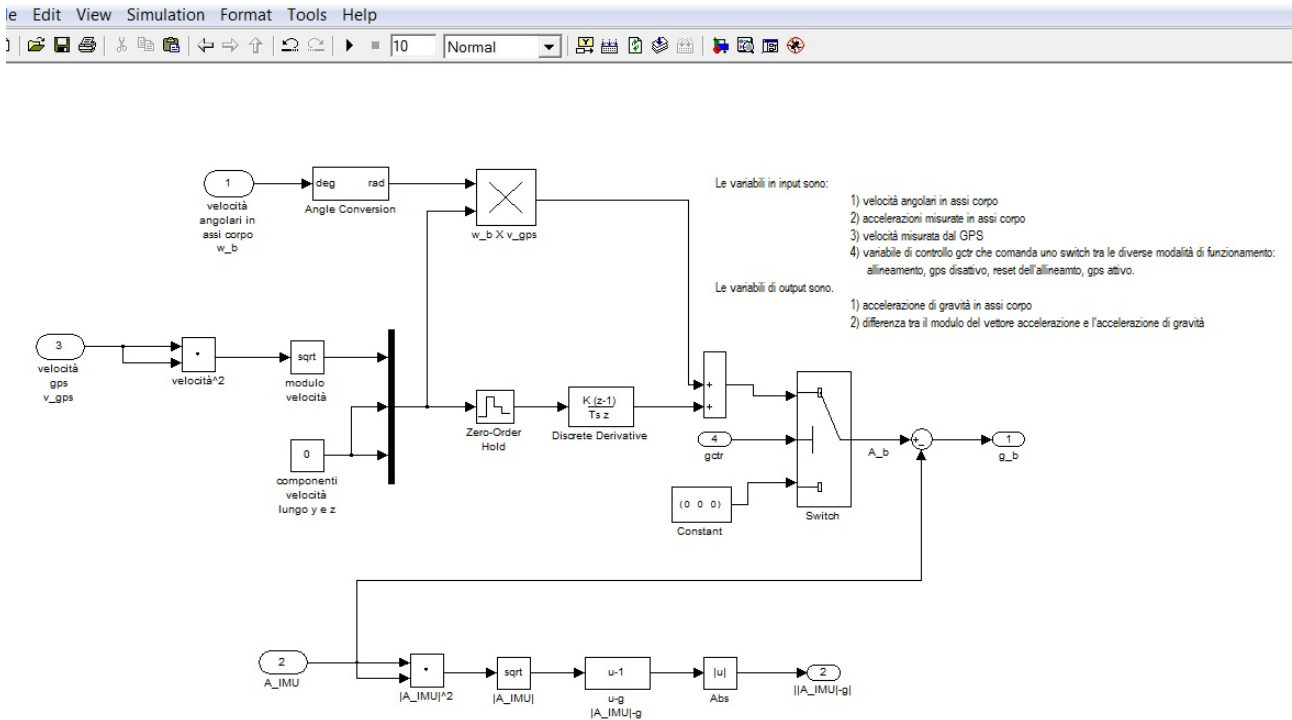 le Edit View Simulation Format Tools Help
10 Normal
1
velocità
angolari in
assi corpo
w_b
deg rad
Angle Conversion
w_b X v_gps
Le variabili in input sono:
1) velocità angolari in assi corpo
2) accelerazioni misurate in assi corpo
3) velocità misurata dal GPS
4) variabile di controllo gctr che comanda uno switch tra le diverse modalità di funzionamento:
allineamento, gps disattivo, reset dell'allineamto, gps attivo.
Le variabili di output sono.
1) accelerazione di gravità in assi corpo
2) differenza tra il modulo del vettore accelerazione e l'accelerazione di gravità
3
velocità
gps
v_gps
velocità^2
sqrt
modulo
velocità
0
componenti
velocità
lungo y e z
Zero-Order
Hold
K (z-1)
Ts z
Discrete Derivative
+
+
4
gctr
(0 0 0)
Constant
Switch
A_b
+
-
1
g_b
2
A_IMU
|A_IMU|^2
sqrt
|A_IMU|
u-1
u-g
|A_IMU|-g
|u|
Abs
2
||A_IMU|-g|